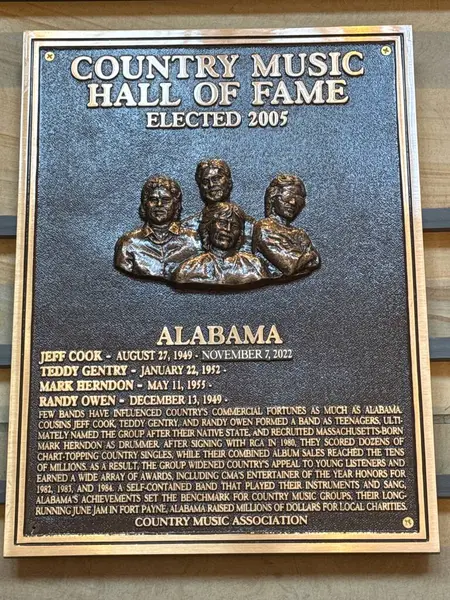 COUNTRY MUSIC
HALL OF FAME
ELECTED 2005
ALABAMA
JEFF COOK - AUGUST 27, 1949 - NOVEMBER 7, 2022
TEDDY GENTRY - JANUARY 22, 1952 -
MARK HERNDON - MAY 11, 1955 -
RANDY OWEN - DECEMBER 13, 1949 -
FEW BANDS HAVE INFLUENCED COUNTRY'S COMMERCIAL FORTUNES AS MUCH AS ALABAMA.
COUSINS JEFF COOK, TEDDY GENTRY, AND RANDY OWEN FORMED A BAND AS TEENAGERS, ULTI-
MATELY NAMED THE GROUP AFTER THEIR NATIVE STATE, AND RECRUITED MASSACHUSETTS-BORN
MARK HERNDON AS DRUMMER. AFTER SIGNING WITH RCA IN 1980, THEY SCORED DOZENS OF
CHART-TOPPING COUNTRY SINGLES, WHILE THEIR COMBINED ALBUM SALES REACHED THE TENS
OF MILLIONS. AS A RESULT, THE GROUP WIDENED COUNTRY'S APPEAL TO YOUNG LISTENERS AND
EARNED A WIDE ARRAY OF AWARDS, INCLUDING CMA'S ENTERTAINER OF THE YEAR HONORS FOR
1982, 1983, AND 1984. A SELF-CONTAINED BAND THAT PLAYED THEIR INSTRUMENTS AND SANG,
ALABAMA'S ACHIEVEMENTS SET THE BENCHMARK FOR COUNTRY MUSIC GROUPS. THEIR LONG-
RUNNING JUNE JAM IN FORT PAYNE, ALABAMA RAISED MILLIONS OF DOLLARS FOR LOCAL CHARITIES.
COUNTRY MUSIC ASSOCIATION